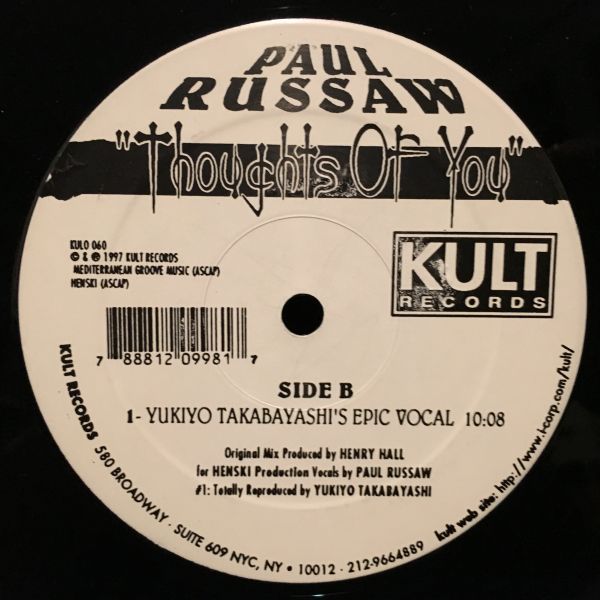 PAUL
RUSSAW
"Thoughts Of You"
KULO 060
© & ℗ 1997 KULT RECORDS
MEDITERRANEAN GROOVE MUSIC (ASCAP)
HENSKI (ASCAP)
KULT
RECORDS
7 88812 09981 7
SIDE B
1- YUKIYO TAKABAYASHI'S EPIC VOCAL 10:08
Original Mix Produced by HENRY HALL
for HENSKI Production Vocals by PAUL RUSSAW
#1: Totally Reproduced by YUKIYO TAKABAYASHI
KULT RECORDS 580 BROADWAY · SUITE 609 NYC, NY • 10012 · 212-9664889
kult web site: http://www.i-corp.com/kult/